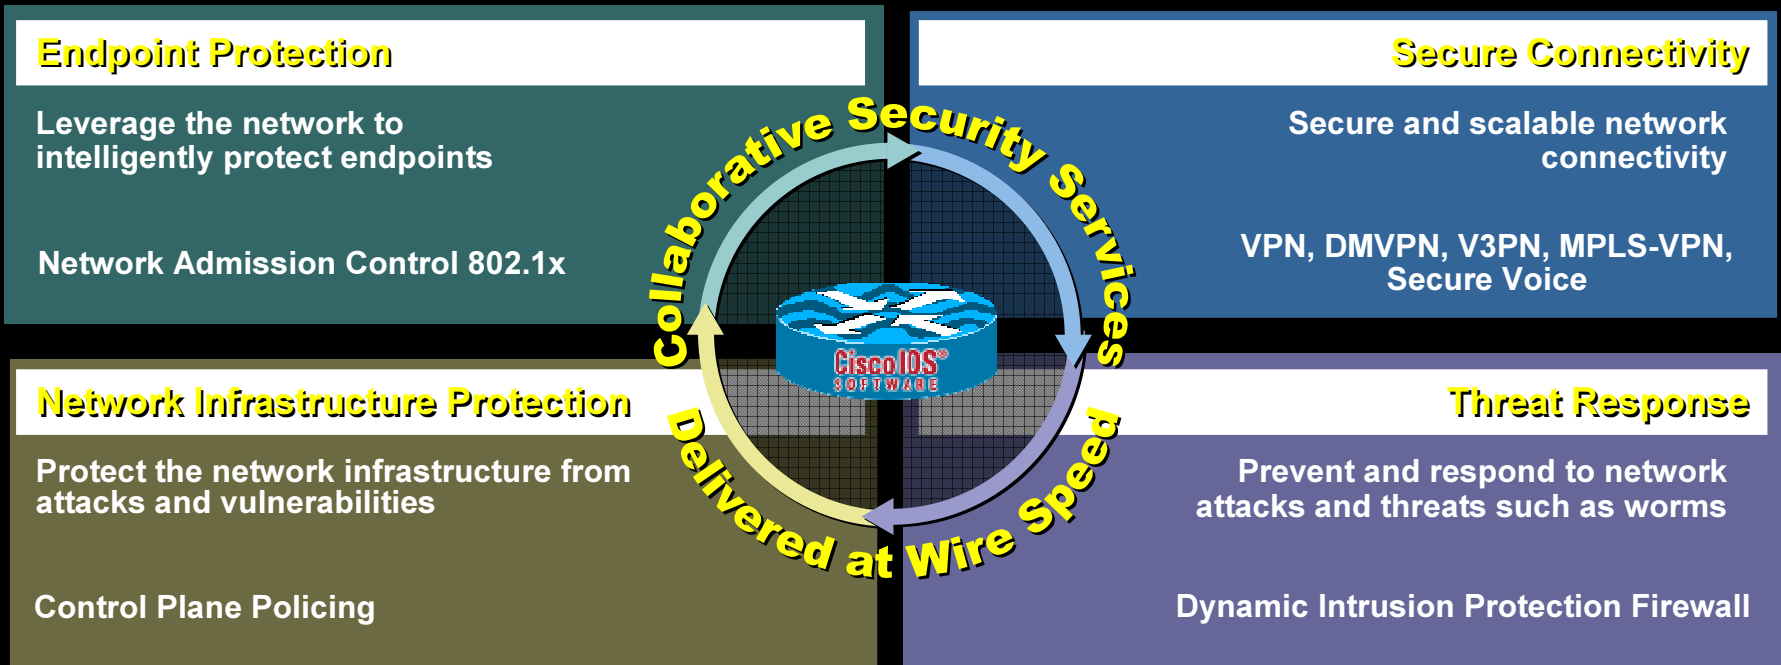 Endpoint Protection
Leverage the network to
intelligently protect endpoints
Network Admission Control 802.1x
Secure Connectivity
Secure and scalable network
connectivity
VPN, DMVPN, V3PN, MPLS-VPN,
Secure Voice
Collaborative Security Services
Cisco IOS®
SOFTWARE
Delivered at Wire Speed
Network Infrastructure Protection
Protect the network infrastructure from
attacks and vulnerabilities
Control Plane Policing
Threat Response
Prevent and respond to network
attacks and threats such as worms
Dynamic Intrusion Protection Firewall